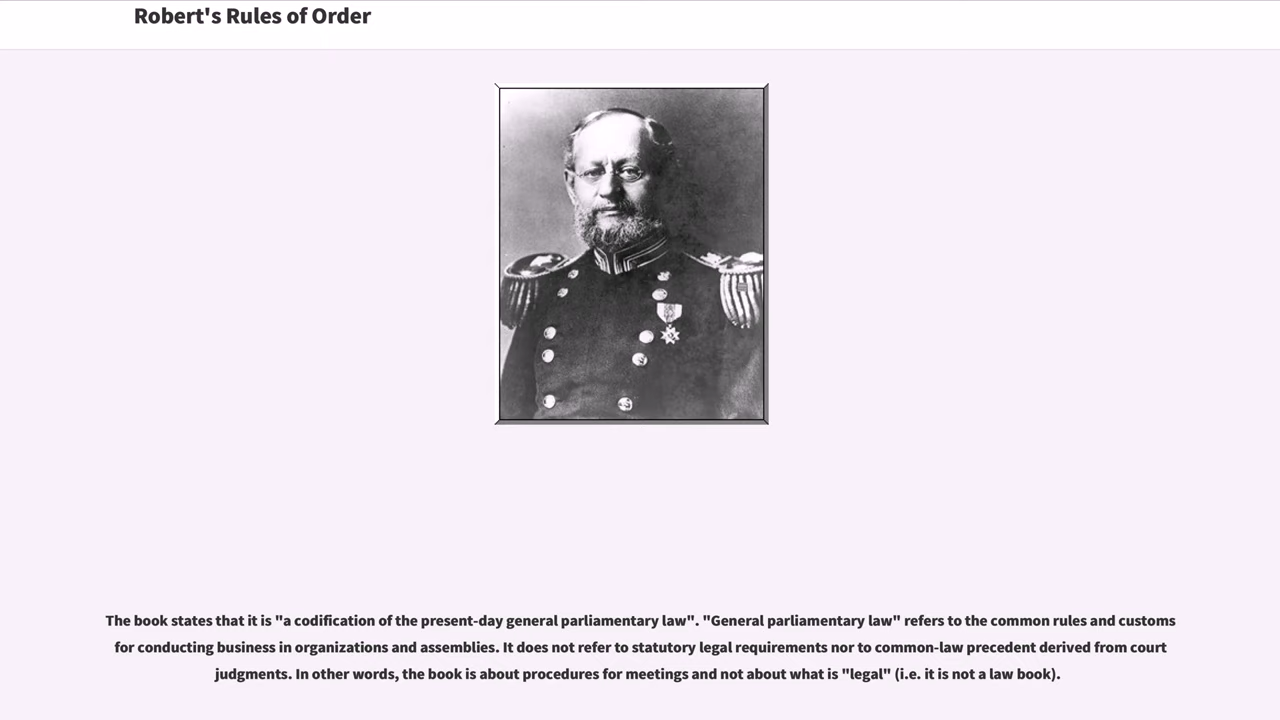 Robert's Rules of Order
The book states that it is "a codification of the present-day general parliamentary law". "General parliamentary law" refers to the common rules and customs
for conducting business in organizations and assemblies. It does not refer to statutory legal requirements nor to common-law precedent derived from court
judgments. In other words, the book is about procedures for meetings and not about what is "legal" (i.e. it is not a law book).